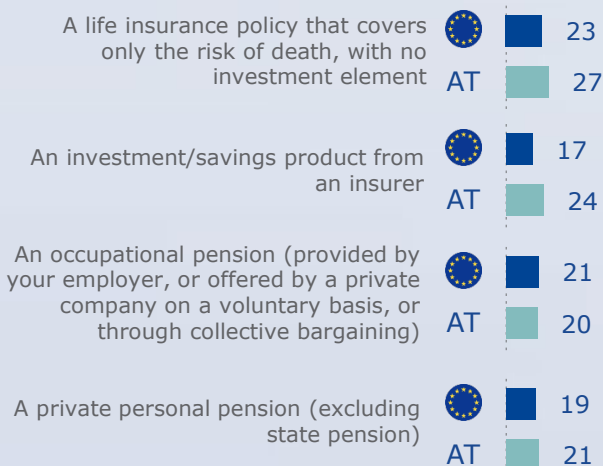 A life insurance policy that covers
only the risk of death, with no
investment element
23
AT
27
An investment/savings product from
an insurer
17
AT
24
An occupational pension (provided by
your employer, or offered by a private
company on a voluntary basis, or
through collective bargaining)
21
AT
20
A private personal pension (excluding
state pension)
19
AT
21